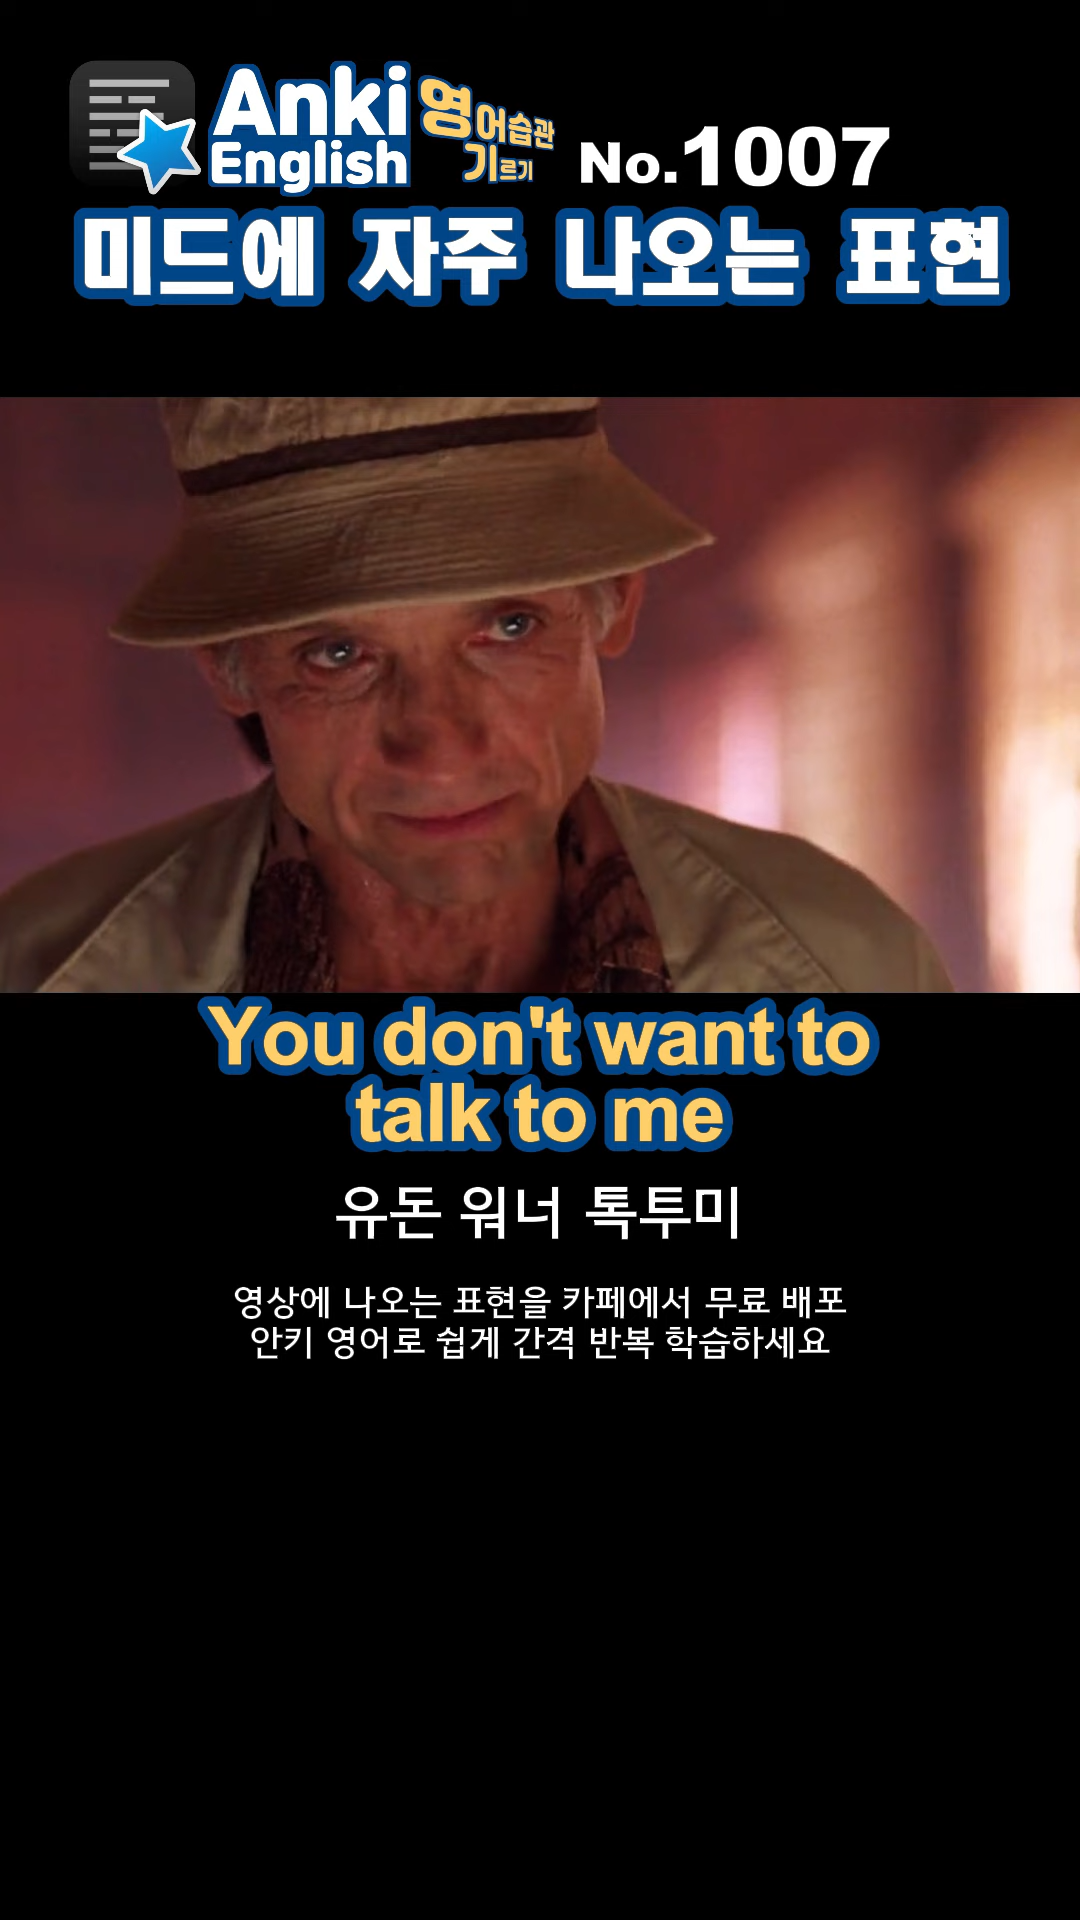 Anki English 영어습관 기르기 No.1007
미드에 자주 나오는 표현
You don't want to
talk to me
유돈 워너 톡투미
영상에 나오는 표현을 카페에서 무료 배포
안키 영어로 쉽게 간격 반복 학습하세요